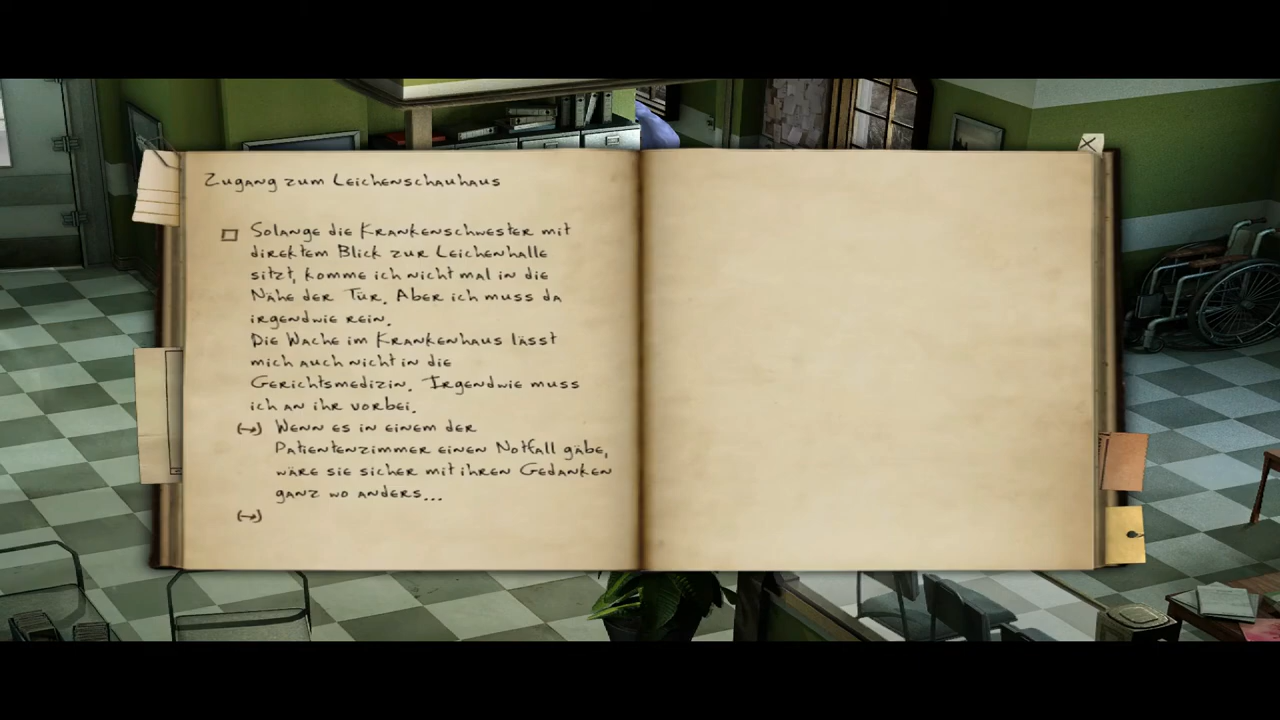 Zugang zum Leichenschauhaus
Solange die Krankenschwester mit
direktem Blick zur Leichenhalle
sitzt, komme ich nicht mal in die
Nähe der Tür. Aber ich muss da
irgendwie rein.
Die Wache im Krankenhaus lässt
mich auch nicht in die
Gerichtsmedizin. Irgendwie muss
ich an ihr vorbei.
(→) Wenn es in einem der
Patientenzimmer einen Notfall gäbe,
wäre sie sicher mit ihren Gedanken
ganz wo anders...
(→)